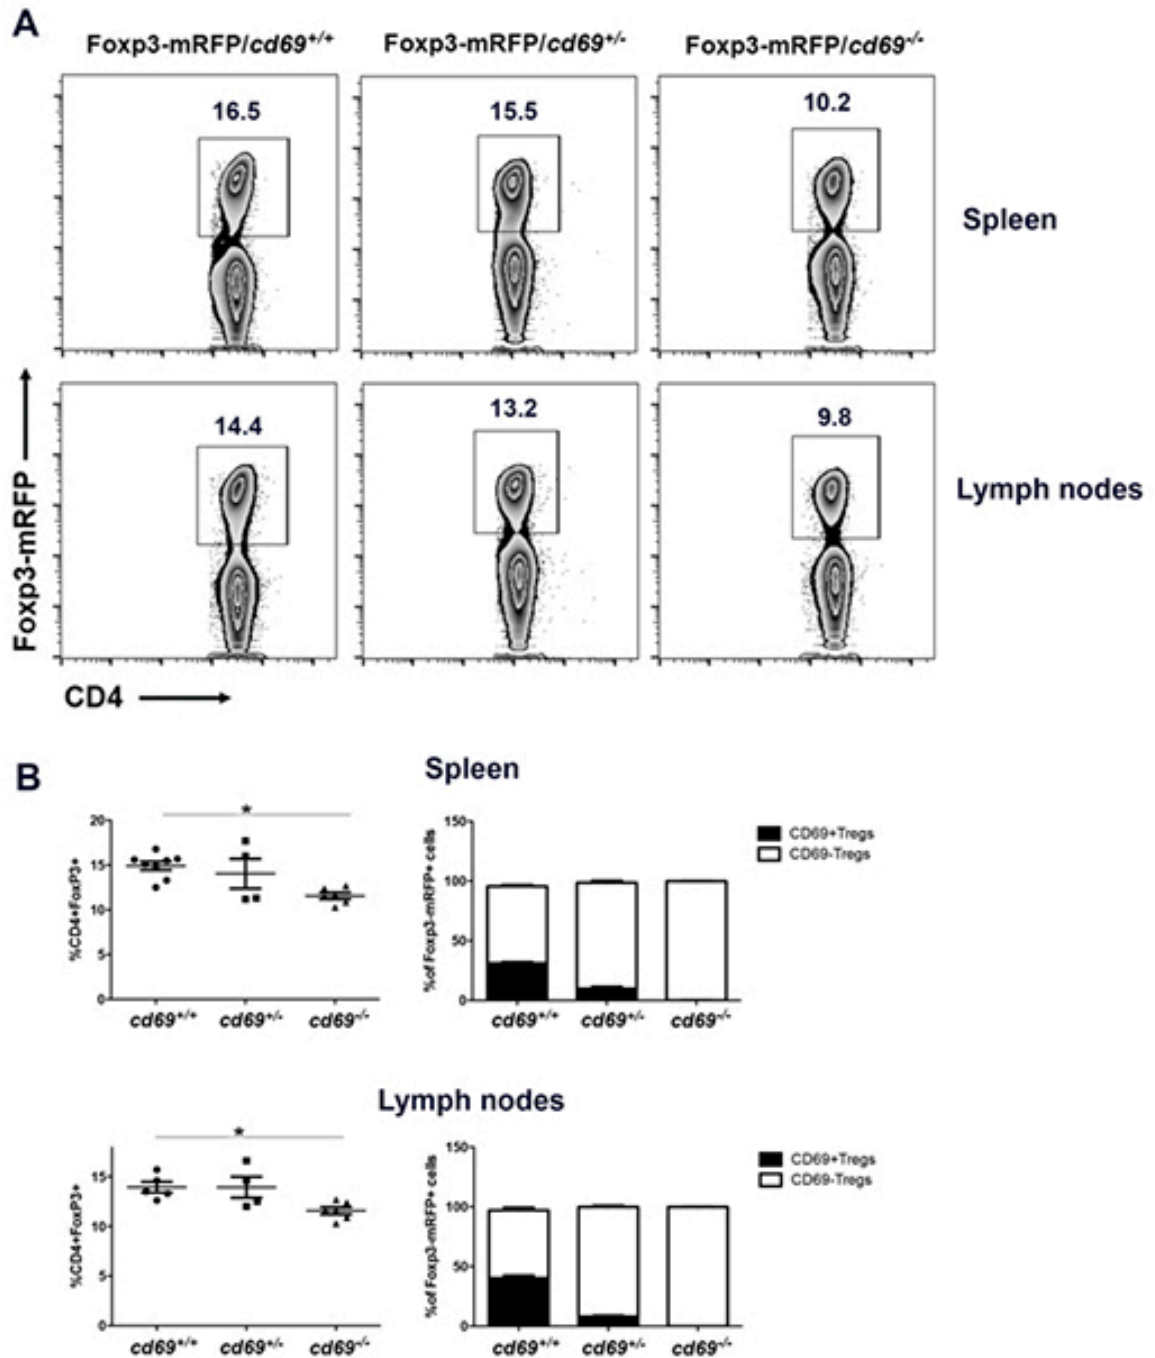 A
Foxp3-mRFP/cd69+/+ Foxp3-mRFP/cd69+/- Foxp3-mRFP/cd69-/-
16.5 15.5 10.2
Spleen
14.4 13.2 9.8
Lymph nodes
Foxp3-mRFP
CD4
B
Spleen
*
%CD4+FoxP3+
20
15
10
5
0
cd69+/+ cd69+/- cd69-/-
%of Foxp3-mRFP+ cells
150
100
50
0
cd69+/+ cd69+/- cd69-/-
CD69+Tregs
CD69-Tregs
Lymph nodes
*
%CD4+FoxP3+
15
10
5
0
cd69+/+ cd69+/- cd69-/-
%of Foxp3-mRFP+ cells
150
100
50
0
cd69+/+ cd69+/- cd69-/-
CD69+Tregs
CD69-Tregs